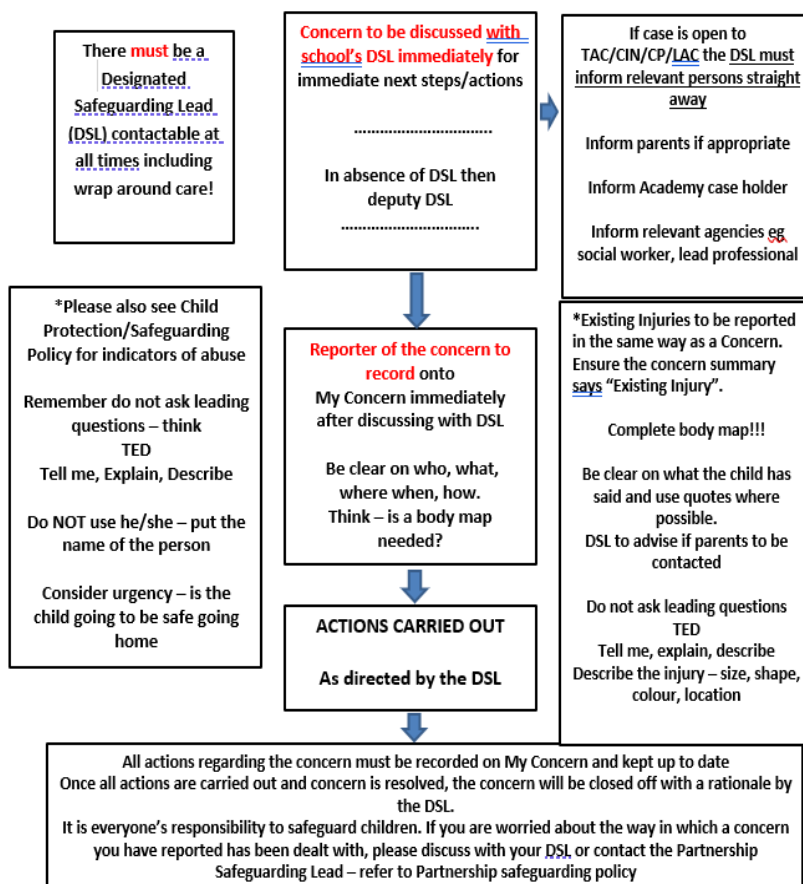 There must be a
Designated
Safeguarding Lead
(DSL) contactable at
all times including
wrap around care!
Concern to be discussed with
school's DSL immediately for
immediate next steps/actions
…………………………..
In absence of DSL then
deputy DSL
…………………………..
If case is open to
TAC/CIN/CP/LAC the DSL must
inform relevant persons straight
away
Inform parents if appropriate
Inform Academy case holder
Inform relevant agencies eg
social worker, lead professional
*Please also see Child
Protection/Safeguarding
Policy for indicators of abuse
Remember do not ask leading
questions – think
TED
Tell me, Explain, Describe
Do NOT use he/she – put the
name of the person
Consider urgency – is the
child going to be safe going
home
Reporter of the concern to
record onto
My Concern immediately
after discussing with DSL
Be clear on who, what,
where when, how.
Think – is a body map
needed?
*Existing Injuries to be reported
in the same way as a Concern.
Ensure the concern summary
says "Existing Injury".
Complete body map!!!
Be clear on what the child has
said and use quotes where
possible.
DSL to advise if parents to be
contacted
Do not ask leading questions
TED
Tell me, explain, describe
Describe the injury – size, shape,
colour, location
ACTIONS CARRIED OUT
As directed by the DSL
All actions regarding the concern must be recorded on My Concern and kept up to date
Once all actions are carried out and concern is resolved, the concern will be closed off with a rationale by
the DSL.
It is everyone's responsibility to safeguard children. If you are worried about the way in which a concern
you have reported has been dealt with, please discuss with your DSL or contact the Partnership
Safeguarding Lead – refer to Partnership safeguarding policy